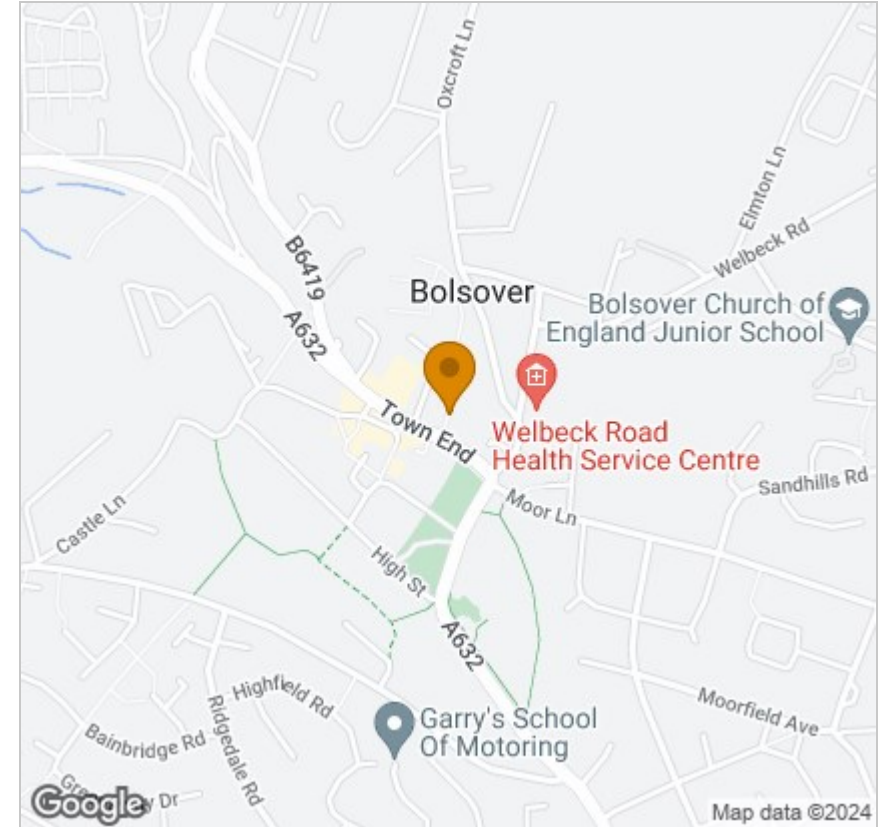 Oxcroft Ln
Elmton Ln
Welbeck Rd
B6419
Bolsover
Bolsover Church of
England Junior School
A632
Town End
Welbeck Road
Health Service Centre
Sandhills Rd
Moor Ln
Castle Ln
High St
A632
Highfield Rd
Moorfield Ave
Garry's School
Of Motoring
Bainbridge Rd
Ridgedale Rd
Dr
Google
Map data ©2024